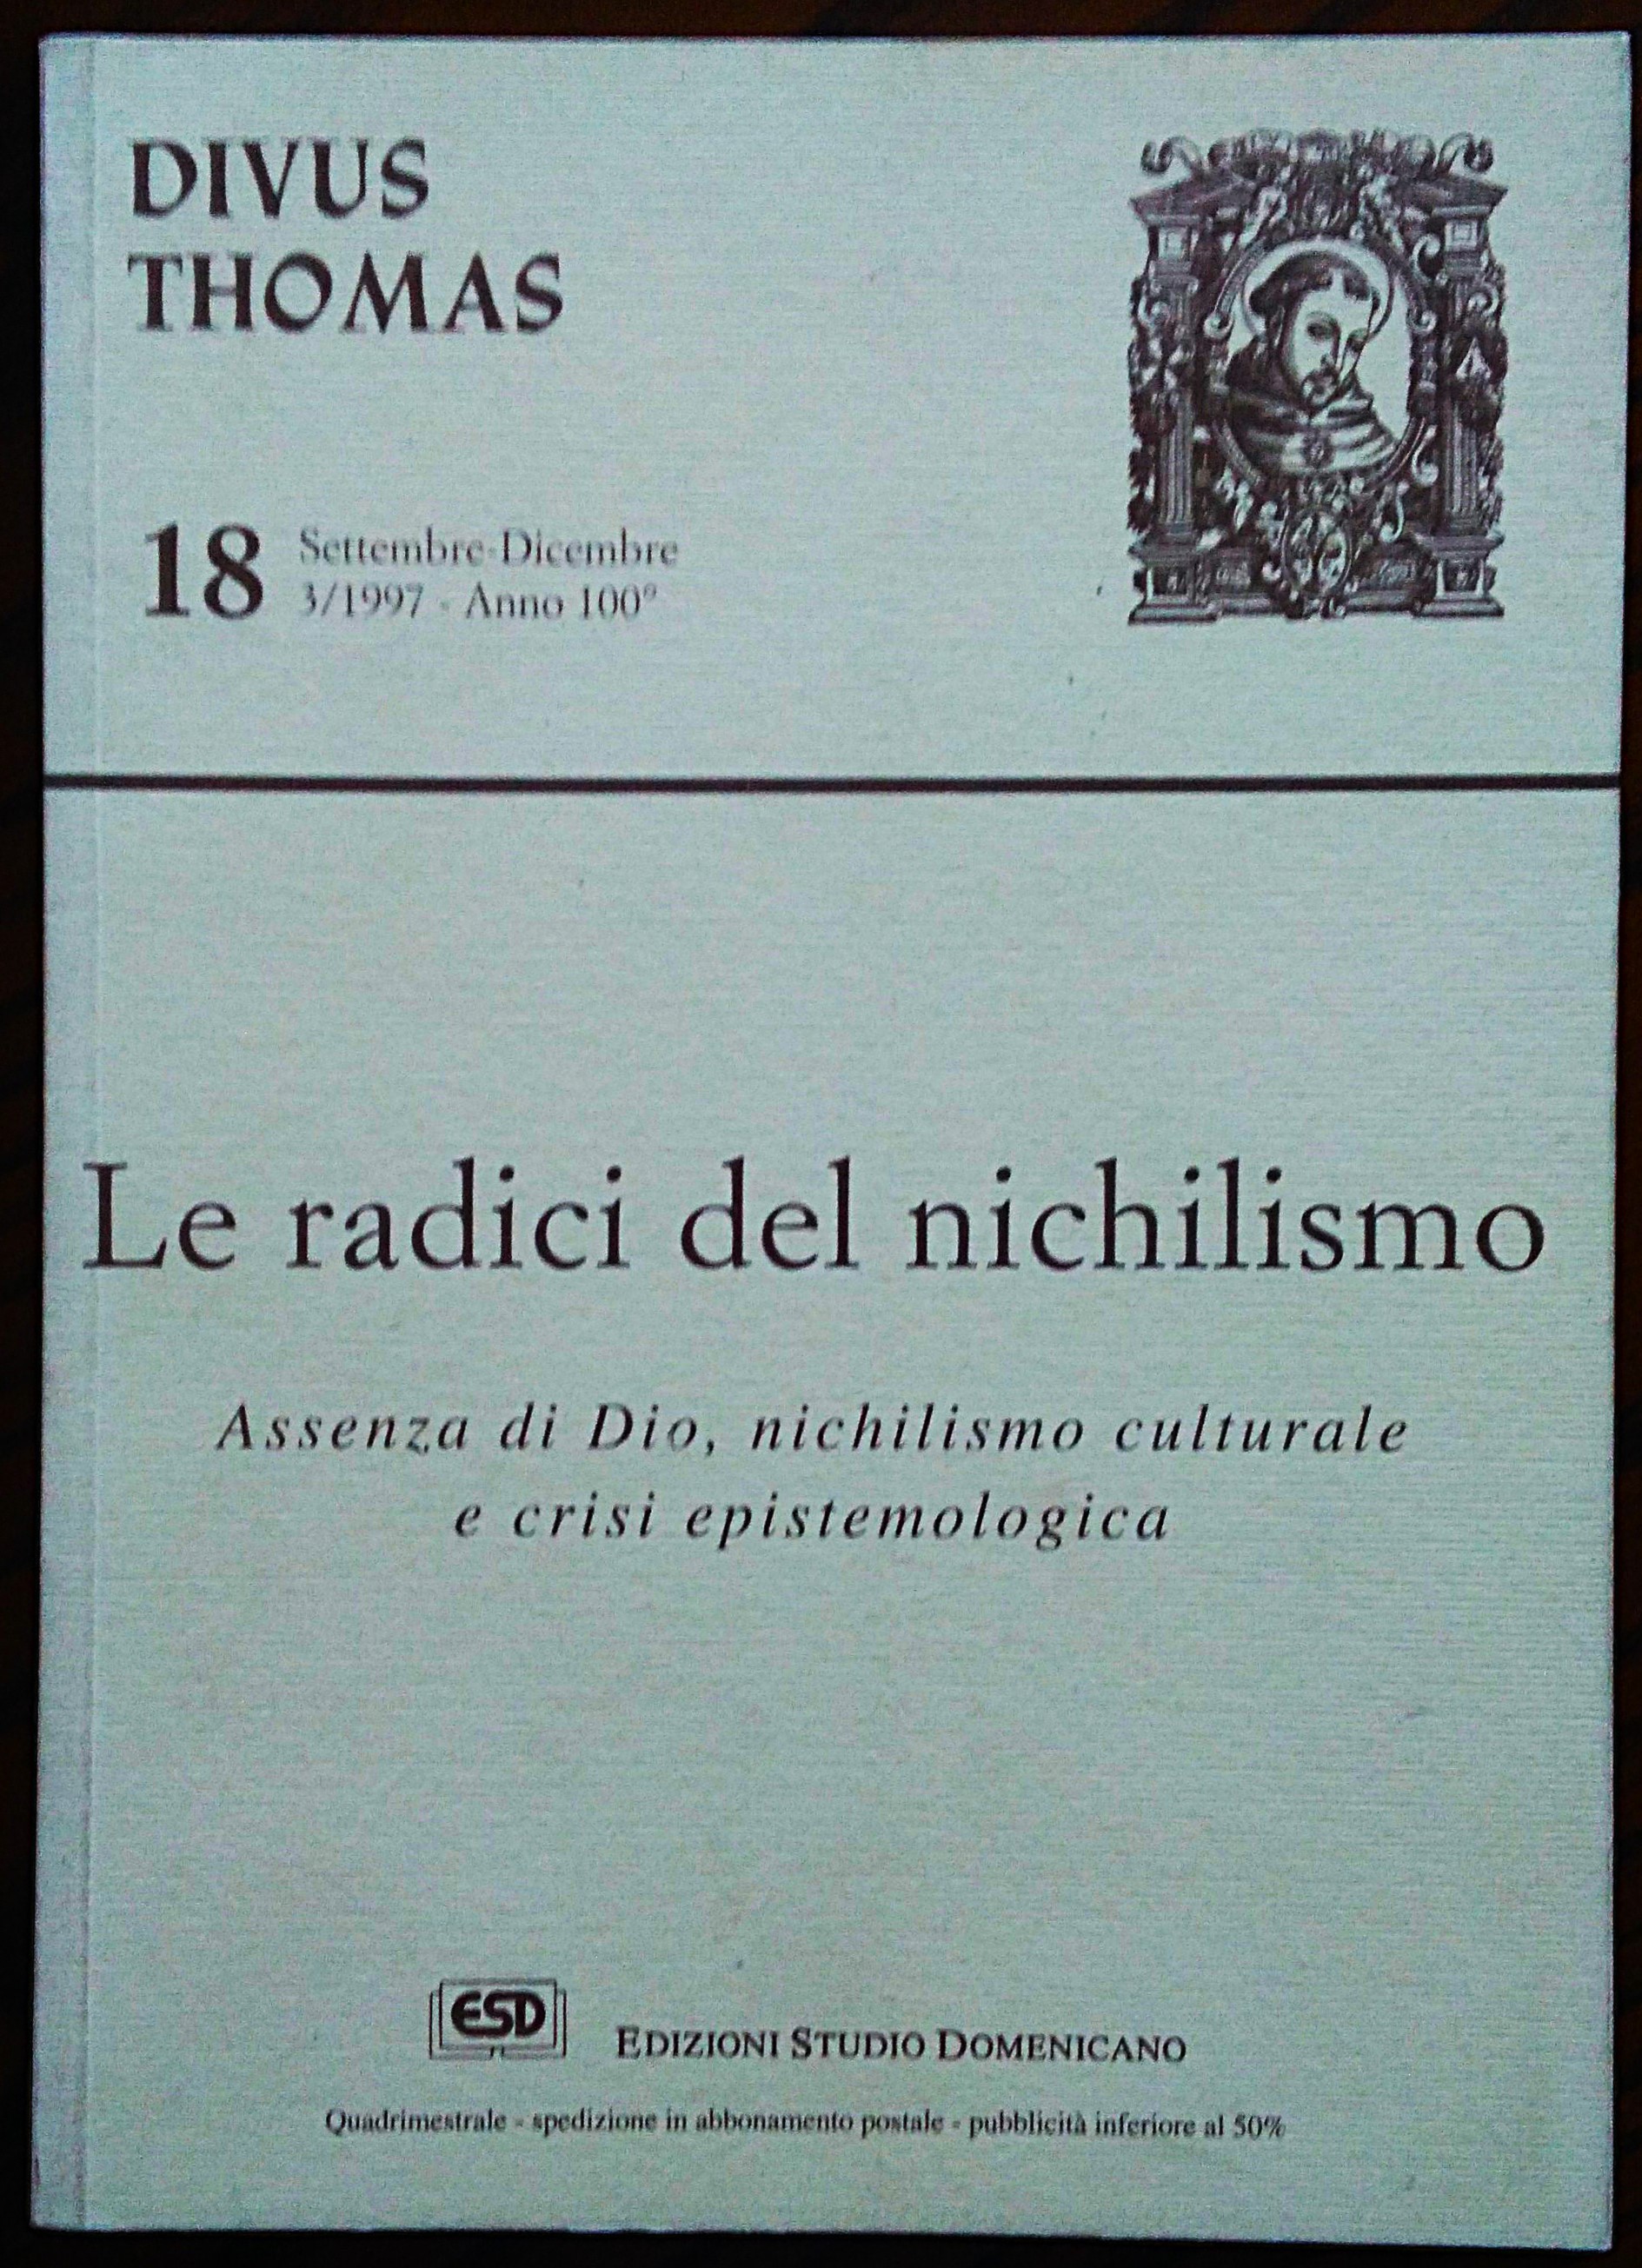 DIVUS
THOMAS
18
Settembre-Dicembre
3/1997 - Anno 100°
Le radici del nichilismo
Assenza di Dio, nichilismo culturale
e crisi epistemologica
ESD
EDIZIONI STUDIO DOMENICANO
Quadrimestrale - spedizione in abbonamento postale - pubblicità inferiore al 50%